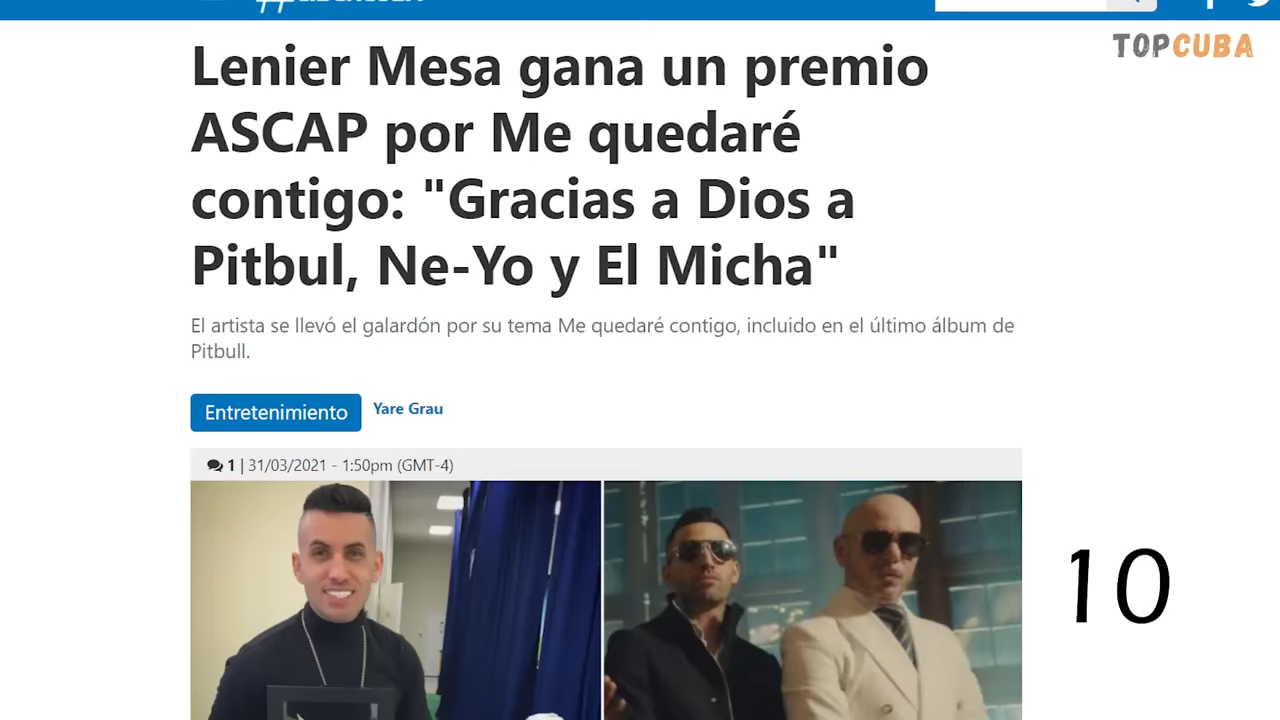 TOPCUBA
Lenier Mesa gana un premio
ASCAP por Me quedaré
contigo: "Gracias a Dios a
Pitbul, Ne-Yo y El Micha"
El artista se llevó el galardón por su tema Me quedaré contigo, incluido en el último álbum de
Pitbull.
Entretenimiento Yare Grau
1 | 31/03/2021 - 1:50pm (GMT-4)
10